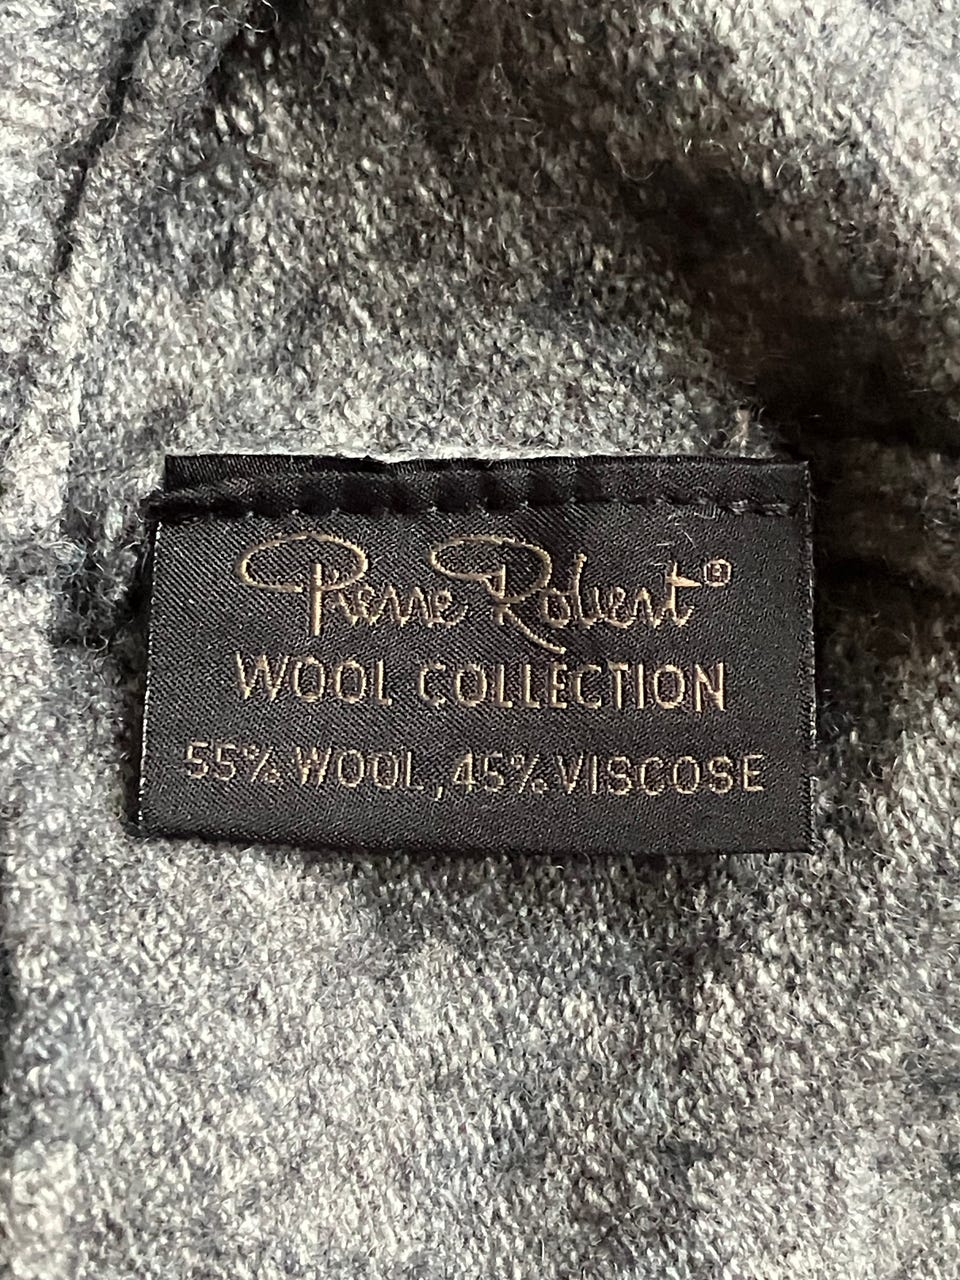 Pierre Robert®
WOOL COLLECTION
55% WOOL, 45% VISCOSE